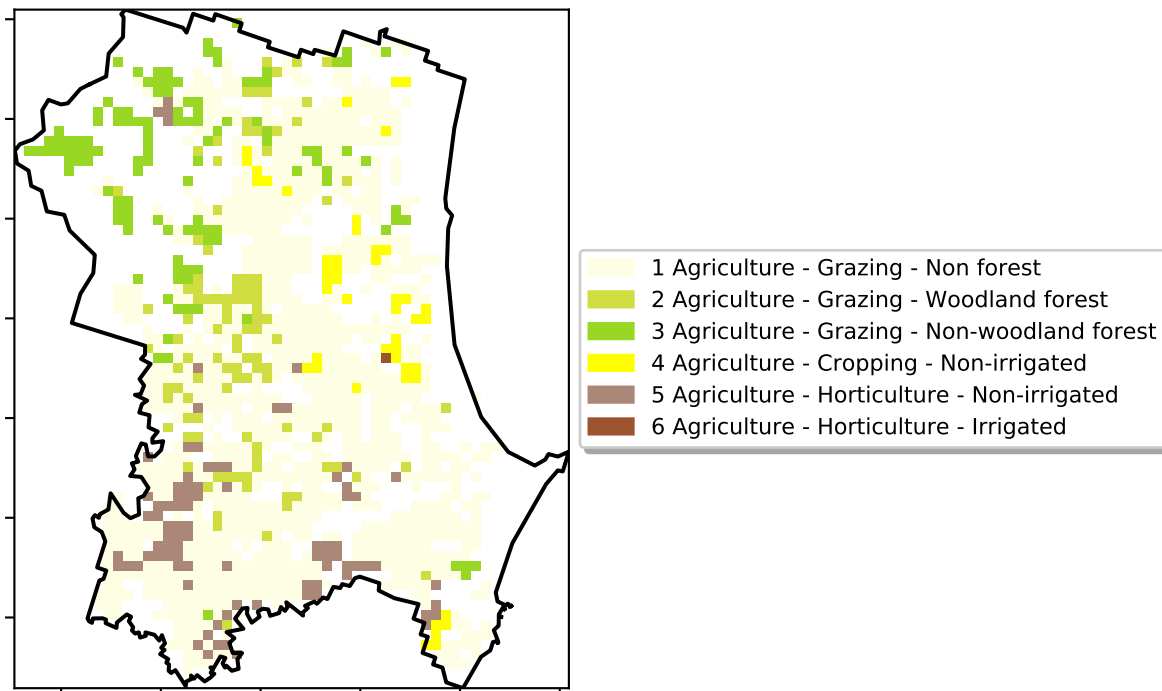 1 Agriculture - Grazing - Non forest
2 Agriculture - Grazing - Woodland forest
3 Agriculture - Grazing - Non-woodland forest
4 Agriculture - Cropping - Non-irrigated
5 Agriculture - Horticulture - Non-irrigated
6 Agriculture - Horticulture - Irrigated